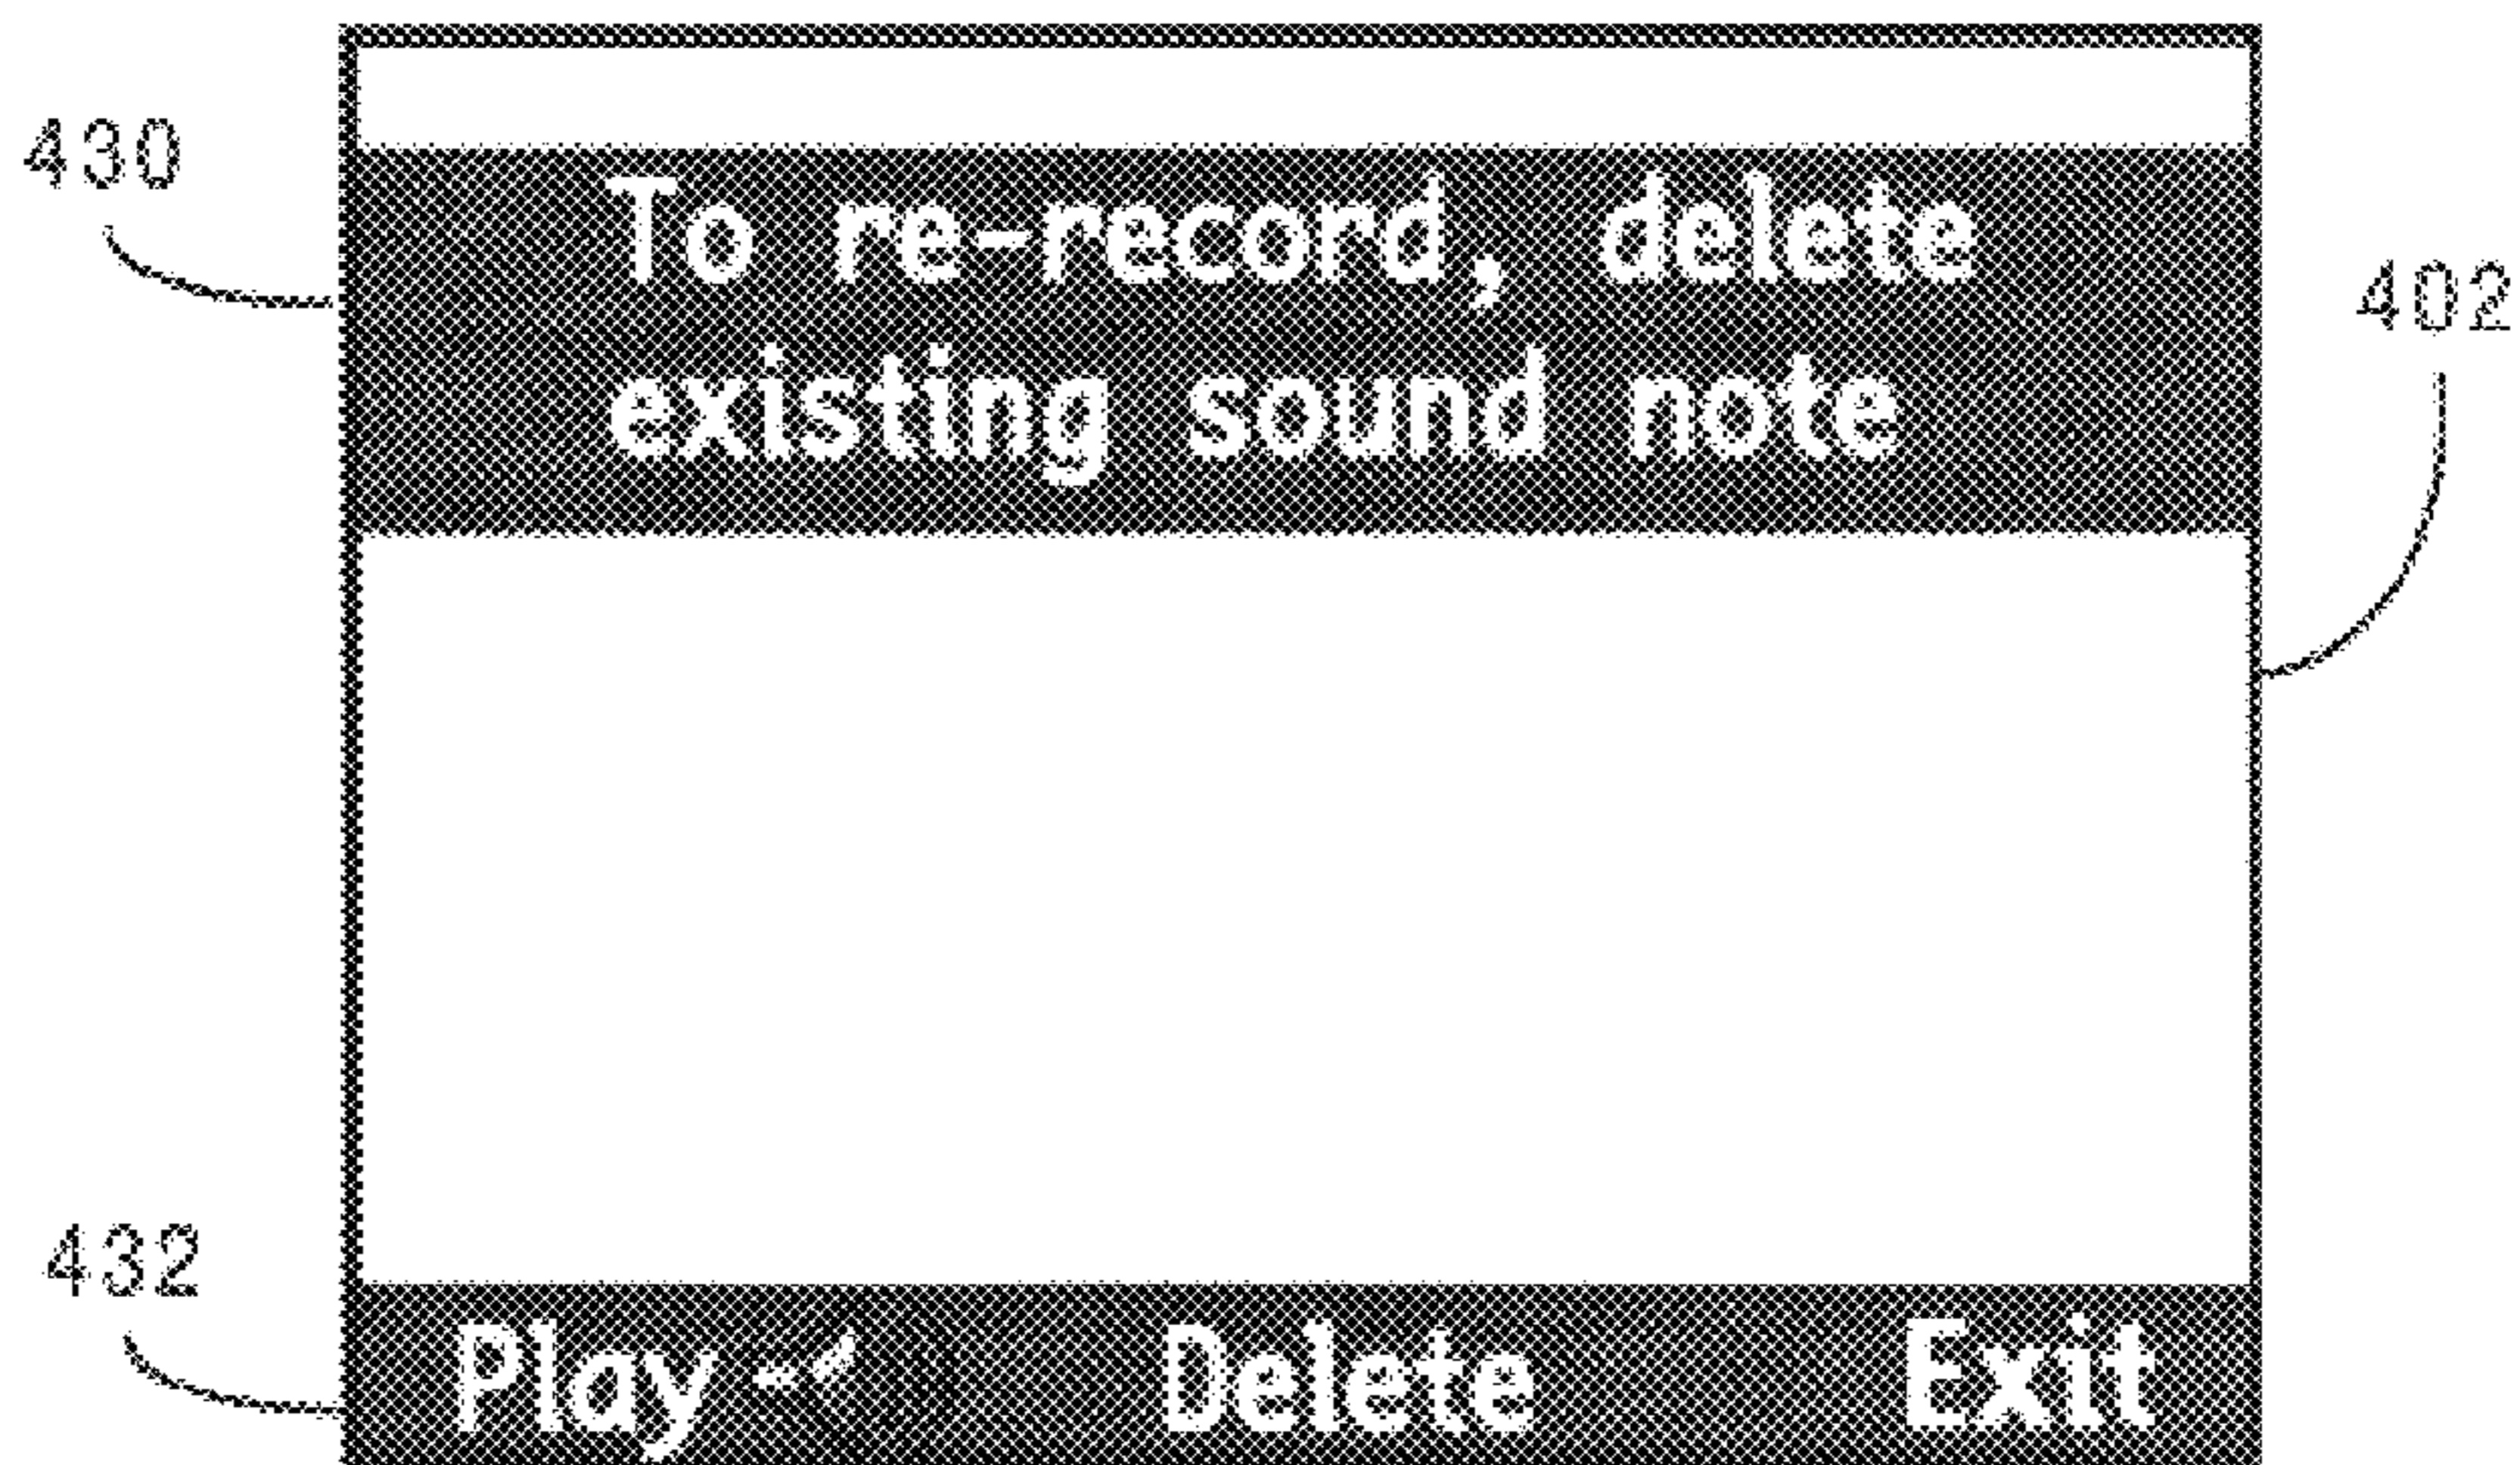 430
To re-record, delete
402
existing sound note
432
Play
Delete
Exit